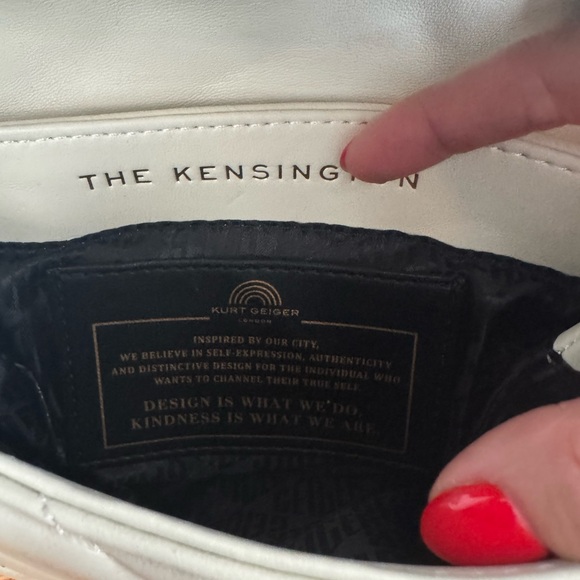 THE KENSINGTON
KURT GEIGER
LONDON
INSPIRED BY OUR CITY,
WE BELIEVE IN SELF-EXPRESSION, AUTHENTICITY
AND DISTINCTIVE DESIGN FOR THE INDIVIDUAL WHO
WANTS TO CHANNEL THEIR TRUE SELF
DESIGN IS WHAT WE DO,
KINDNESS IS WHAT WE ARE.